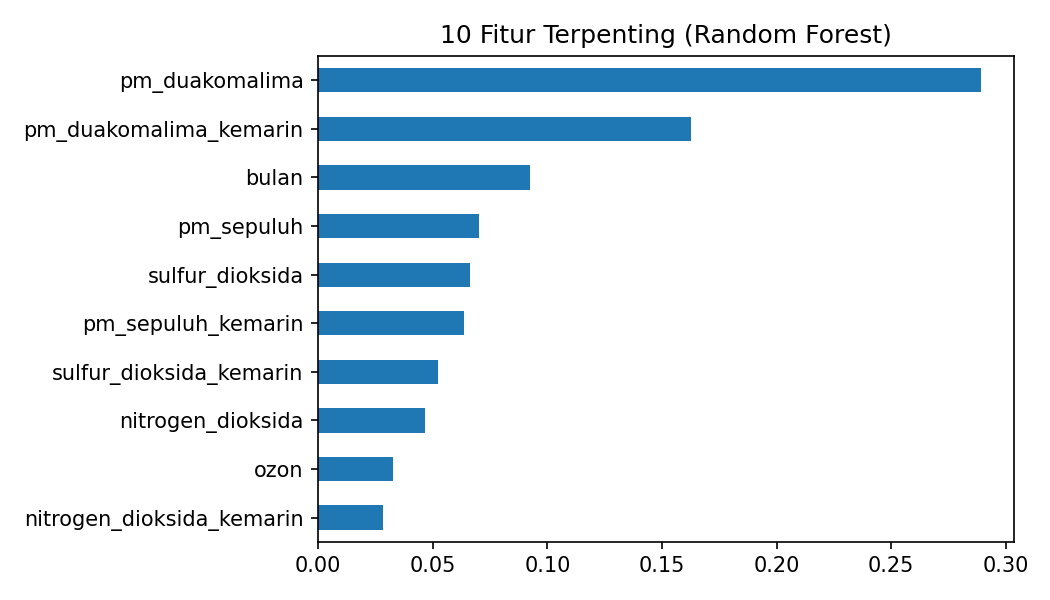 10 Fitur Terpenting (Random Forest)
pm_duakomalima
pm_duakomalima_kemarin
bulan
pm_sepuluh
sulfur_dioksida
pm_sepuluh_kemarin
sulfur_dioksida_kemarin
nitrogen_dioksida
ozon
nitrogen_dioksida_kemarin
0.00 0.05 0.10 0.15 0.20 0.25 0.30